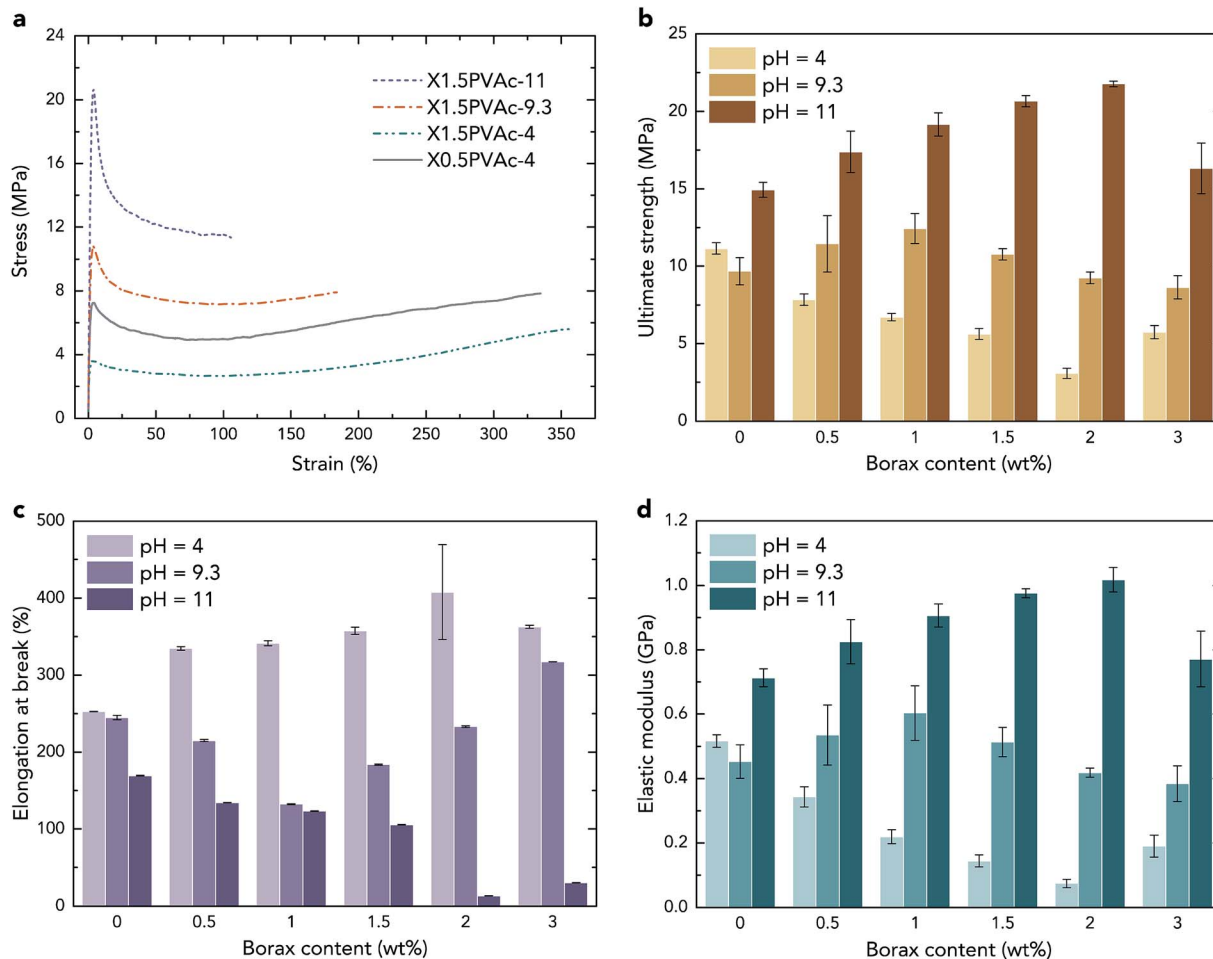 a
24
20
16
12
8
4
0
Stress (MPa)
X1.5PVAc-11
X1.5PVAc-9.3
X1.5PVAc-4
X0.5PVAc-4
0 50 100 150 200 250 300 350
Strain (%)
b
25
20
15
10
5
0
Ultimate strength (MPa)
pH = 4
pH = 9.3
pH = 11
0 0.5 1 1.5 2 3
Borax content (wt%)
c
500
400
300
200
100
0
Elongation at break (%)
pH = 4
pH = 9.3
pH = 11
0 0.5 1 1.5 2 3
Borax content (wt%)
d
1.2
1.0
0.8
0.6
0.4
0.2
0.0
Elastic modulus (GPa)
pH = 4
pH = 9.3
pH = 11
0 0.5 1 1.5 2 3
Borax content (wt%)